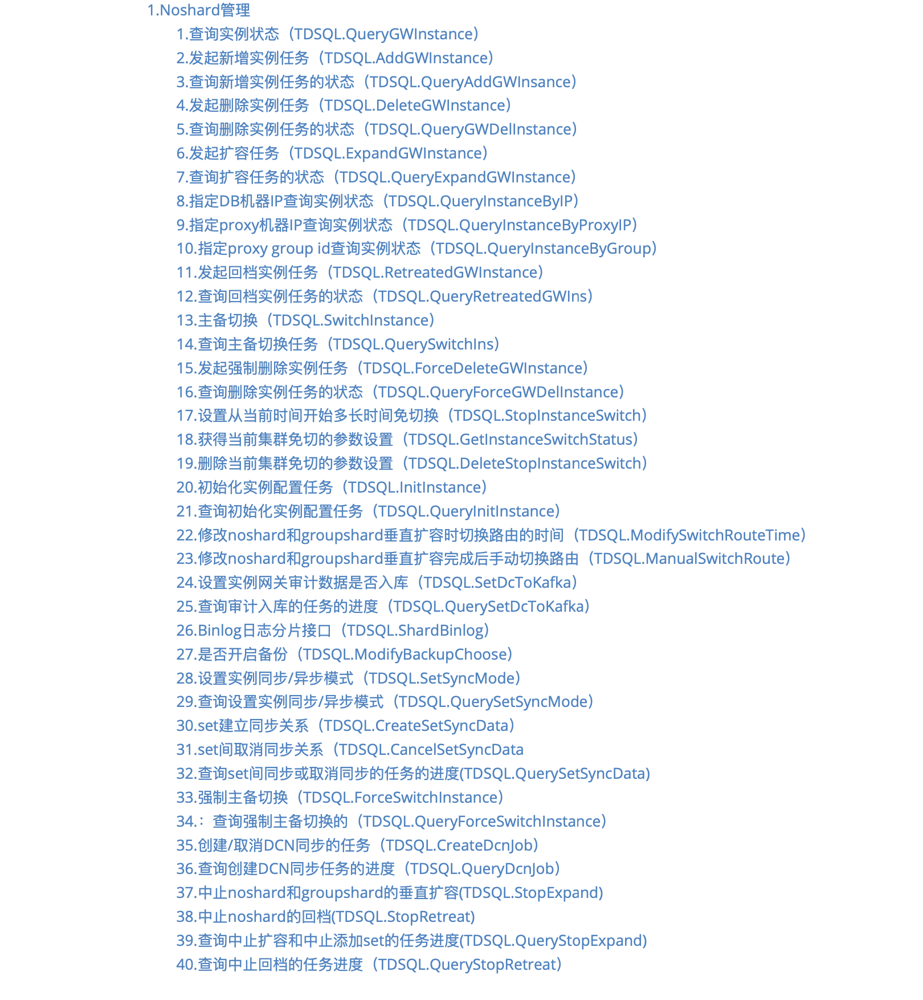 1.Noshard管理
1.查询实例状态（TDSQL.QueryGWInstance）
2.发起新增实例任务（TDSQL.AddGWInstance）
3.查询新增实例任务的状态（TDSQL.QueryAddGWInsance）
4.发起删除实例任务（TDSQL.DeleteGWInstance）
5.查询删除实例任务的状态（TDSQL.QueryGWDelInstance）
6.发起扩容任务（TDSQL.ExpandGWInstance）
7.查询扩容任务的状态（TDSQL.QueryExpandGWInstance）
8.指定DB机器IP查询实例状态（TDSQL.QueryInstanceByIP）
9.指定proxy机器IP查询实例状态（TDSQL.QueryInstanceByProxyIP）
10.指定proxy group id查询实例状态（TDSQL.QueryInstanceByGroup）
11.发起回档实例任务（TDSQL.RetreatedGWInstance）
12.查询回档实例任务的状态（TDSQL.QueryRetreatedGWIns）
13.主备切换（TDSQL.SwitchInstance）
14.查询主备切换任务（TDSQL.QuerySwitchIns）
15.发起强制删除实例任务（TDSQL.ForceDeleteGWInstance）
16.查询删除实例任务的状态（TDSQL.QueryForceGWDelInstance）
17.设置从当前时间开始多长时间免切换（TDSQL.StopInstanceSwitch）
18.获得当前集群免切的参数设置（TDSQL.GetInstanceSwitchStatus）
19.删除当前集群免切的参数设置（TDSQL.DeleteStopInstanceSwitch）
20.初始化实例配置任务（TDSQL.InitInstance）
21.查询初始化实例配置任务（TDSQL.QueryInitInstance）
22.修改noshard和groupshard垂直扩容时切换路由的时间（TDSQL.ModifySwitchRouteTime）
23.修改noshard和groupshard垂直扩容完成后手动切换路由（TDSQL.ManualSwitchRoute）
24.设置实例网关审计数据是否入库（TDSQL.SetDcToKafka）
25.查询审计入库的任务的进度（TDSQL.QuerySetDcToKafka）
26.Binlog日志分片接口（TDSQL.ShardBinlog）
27.是否开启备份（TDSQL.ModifyBackupChoose）
28.设置实例同步/异步模式（TDSQL.SetSyncMode）
29.查询设置实例同步/异步模式（TDSQL.QuerySetSyncMode）
30.set建立同步关系（TDSQL.CreateSetSyncData）
31.set间取消同步关系（TDSQL.CancelSetSyncData
32.查询set间同步或取消同步的任务的进度(TDSQL.QuerySetSyncData)
33.强制主备切换（TDSQL.ForceSwitchInstance）
34.：查询强制主备切换的（TDSQL.QueryForceSwitchInstance）
35.创建/取消DCN同步的任务（TDSQL.CreateDcnJob）
36.查询创建DCN同步任务的进度（TDSQL.QueryDcnJob）
37.中止noshard和groupshard的垂直扩容(TDSQL.StopExpand)
38.中止noshard的回档(TDSQL.StopRetreat)
39.查询中止扩容和中止添加set的任务进度(TDSQL.QueryStopExpand)
40.查询中止回档的任务进度（TDSQL.QueryStopRetreat）